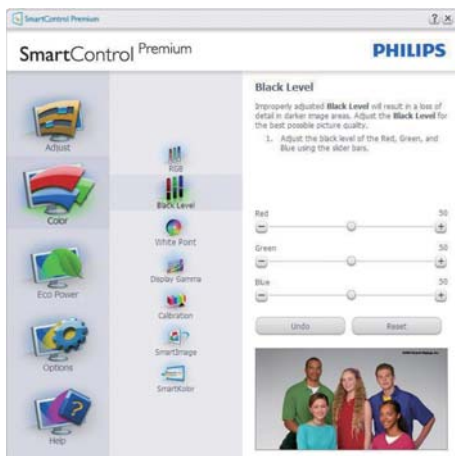 SmartControl Premium
SmartControl Premium
PHILIPS
Adjust
Color
Eco Power
Options
Help
RGB
Black Level
White Point
Display Gamma
Calibration
SmartImage
SmartKolor
Black Level
Improperly adjusted Black Level will result in a loss of
detail in darker image areas. Adjust the Black Level for
the best possible picture quality.
1. Adjust the black level of the Red, Green, and
Blue using the slider bars.
Red 50
Green 50
Blue 50
Undo Reset